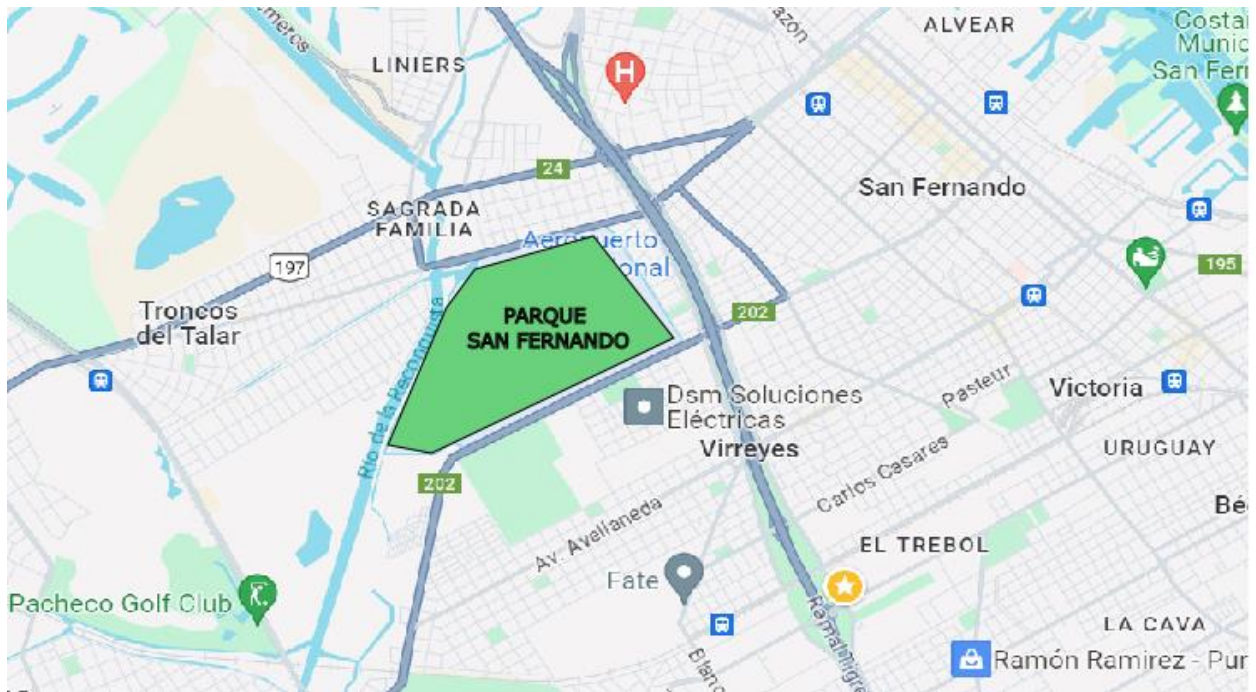 LINIERS
ALVEAR
Costa
Munic
San Fern
H
24
San Fernando
SAGRADA
FAMILIA
Aeropuerto
onal
195
197
202
Troncos
del Talar
PARQUE
SAN FERNANDO
Río de la Reconquista
Dsm Soluciones
Eléctricas
Pasteur
Victoria
Virreyes
URUGUAY
Carlos Casares
202
Bé
Av. Avellaneda
EL TREBOL
Fate
Pacheco Golf Club
LA CAVA
Ramón Ramirez - Pur